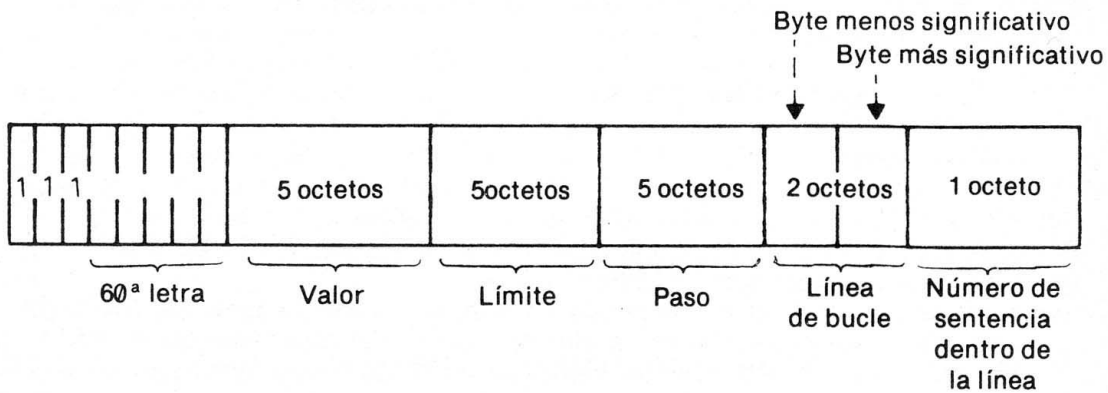 Byte menos significativo
Byte más significativo
1 1 1
5 octetos
5octetos
5 octetos
2 octetos
1 octeto
60ª letra
Valor
Límite
Paso
Línea
de bucle
Número de
sentencia
dentro de
la línea